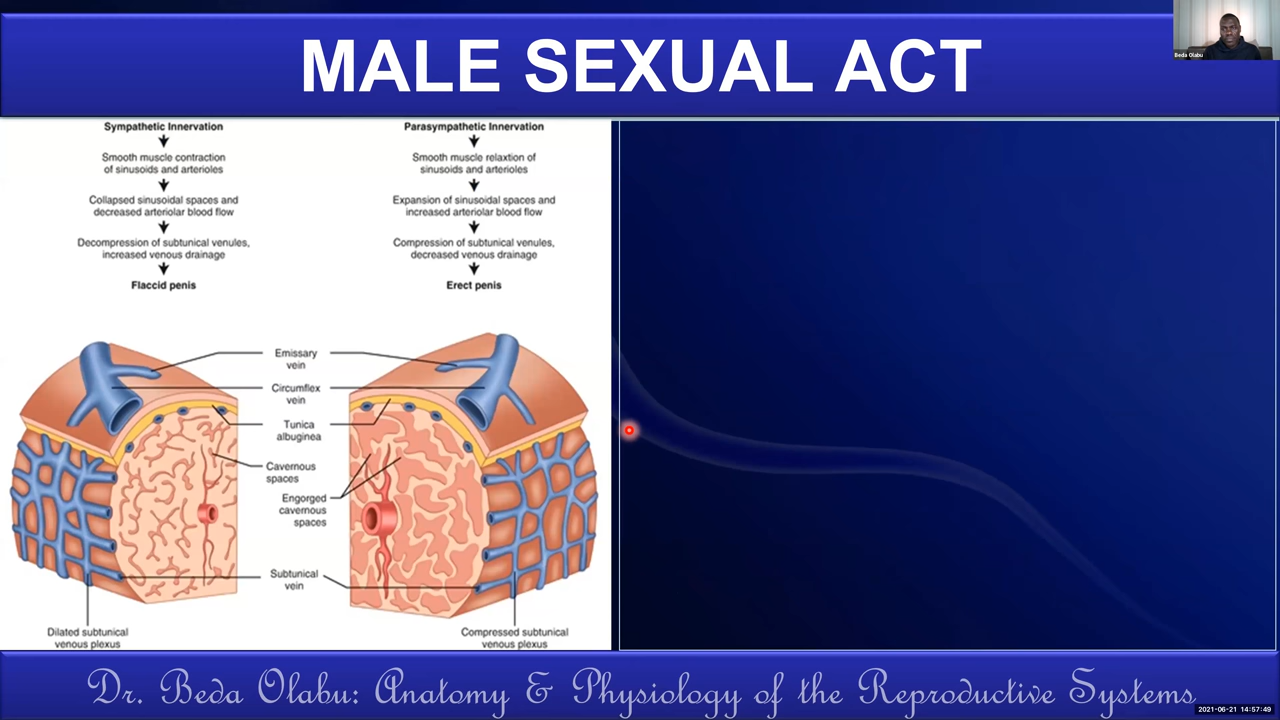 MALE SEXUAL ACT
Beda Olabu
Sympathetic Innervation
Smooth muscle contraction
of sinusoids and arterioles
Collapsed sinusoidal spaces and
decreased arteriolar blood flow
Decompression of subtunical venules,
increased venous drainage
Flaccid penis
Parasympathetic Innervation
Smooth muscle relaxtion of
sinusoids and arterioles
Expansion of sinusoidal spaces and
increased arteriolar blood flow
Compression of subtunical venules,
decreased venous drainage
Erect penis
Emissary
vein
Circumflex
vein
Tunica
albuginea
Cavernous
spaces
Engorged
cavernous
spaces
Subtunical
vein
Dilated subtunical
venous plexus
Compressed subtunical
venous plexus
Dr. Beda Olabu: Anatomy & Physiology of the Reproductive Systems
2021-06-21 14:57:49